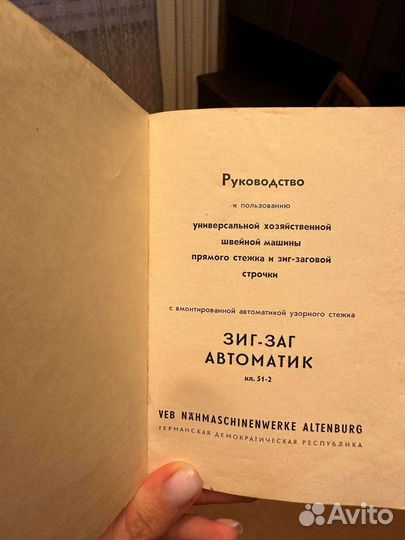 Руководство
к пользованию
универсальной хозяйственной
швейной машины
прямого стежка и зиг-заговой
строчки
с вмонтированной автоматикой узорного стежка
ЗИГ-ЗАГ
АВТОМАТИК
кл. 51-2
VEB NÄHMASCHINENWERKE ALTENBURG
ГЕРМАНСКАЯ ДЕМОКРАТИЧЕСКАЯ РЕСПУБЛИКА
Avito